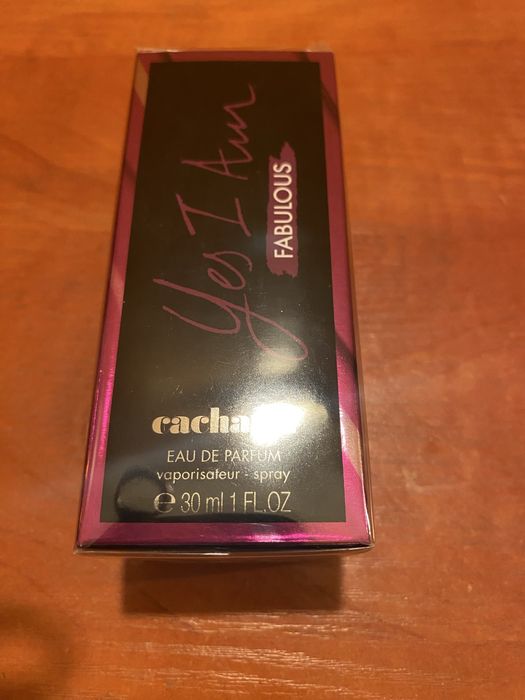 Yes I Am
FABULOUS
EAU DE PARFUM
vaporisateur - spray
e 30 ml 1 FL.OZ